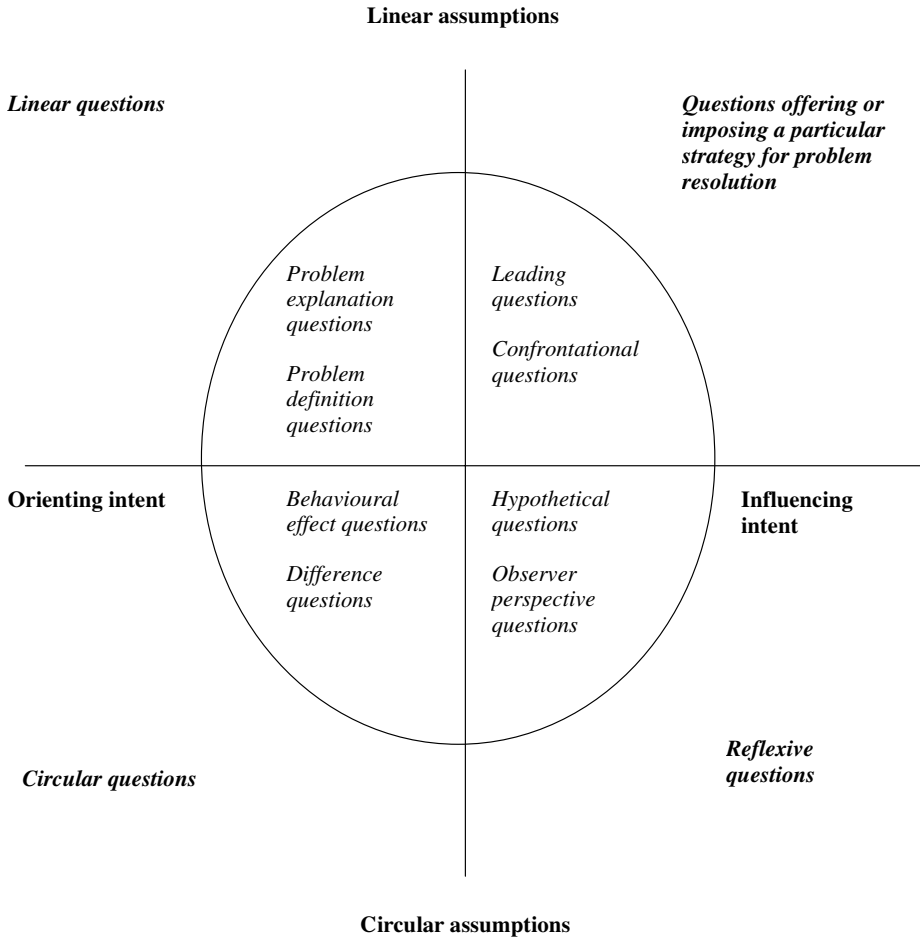 Linear assumptions
Linear questions
Questions offering or
imposing a particular
strategy for problem
resolution
Problem
explanation
questions
Problem
definition
questions
Leading
questions
Confrontational
questions
Orienting intent
Influencing
intent
Behavioural
effect questions
Difference
questions
Hypothetical
questions
Observer
perspective
questions
Circular questions
Reflexive
questions
Circular assumptions